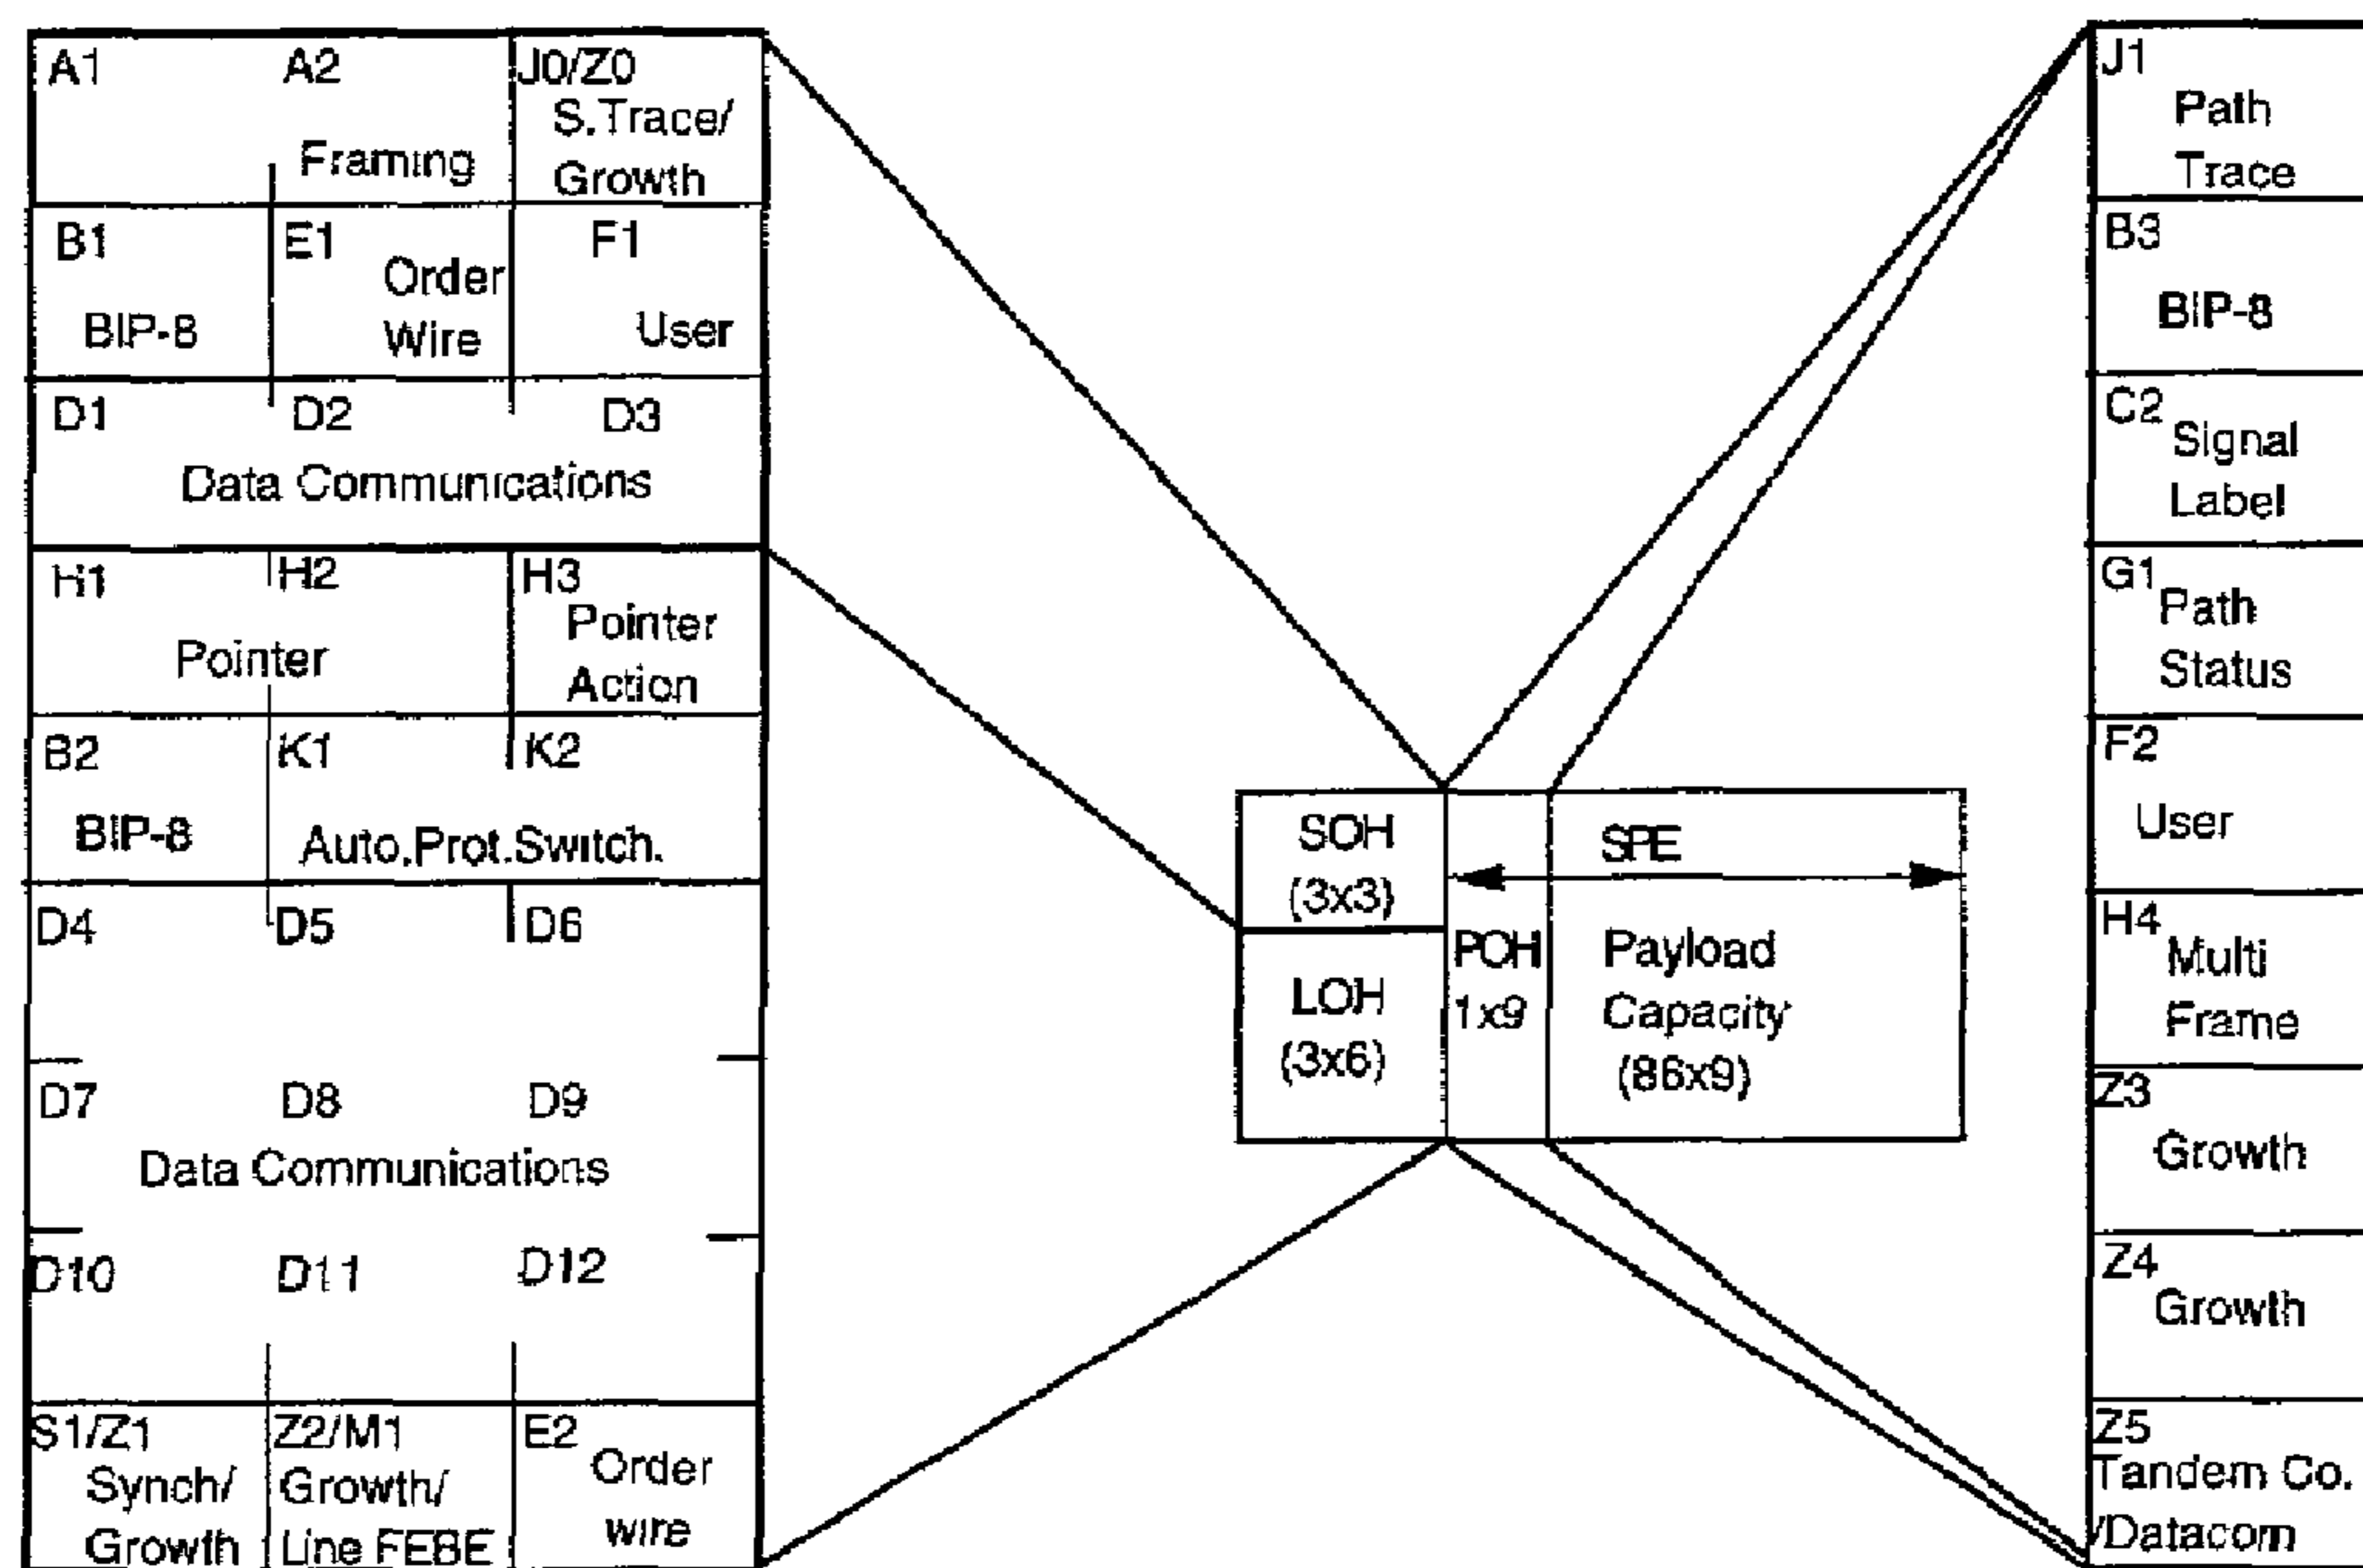 A1 A2 J0/Z0
S.Trace/
Framing Growth
B1 E1 F1
Order
BIP-8 Wire User
D1 D2 D3
Data Communications
H1 H2 H3
Pointer
Pointer Action
B2 K1 K2
BIP-8 Auto.Prot.Switch.
D4 D5 D6
D7 D8 D9
Data Communications
D10 D11 D12
S1/Z1 Z2/M1 E2
Synch/ Growth/ Order
Growth Line FEBE wire
SOH
(3x3)
LOH
(3x6)
SPE
POH
1x9
Payload
Capacity
(86x9)
J1
Path
Trace
B3
BIP-8
C2
Signal
Label
G1
Path
Status
F2
User
H4
Multi
Frame
Z3
Growth
Z4
Growth
Z5
Tandem Co.
/Datacom